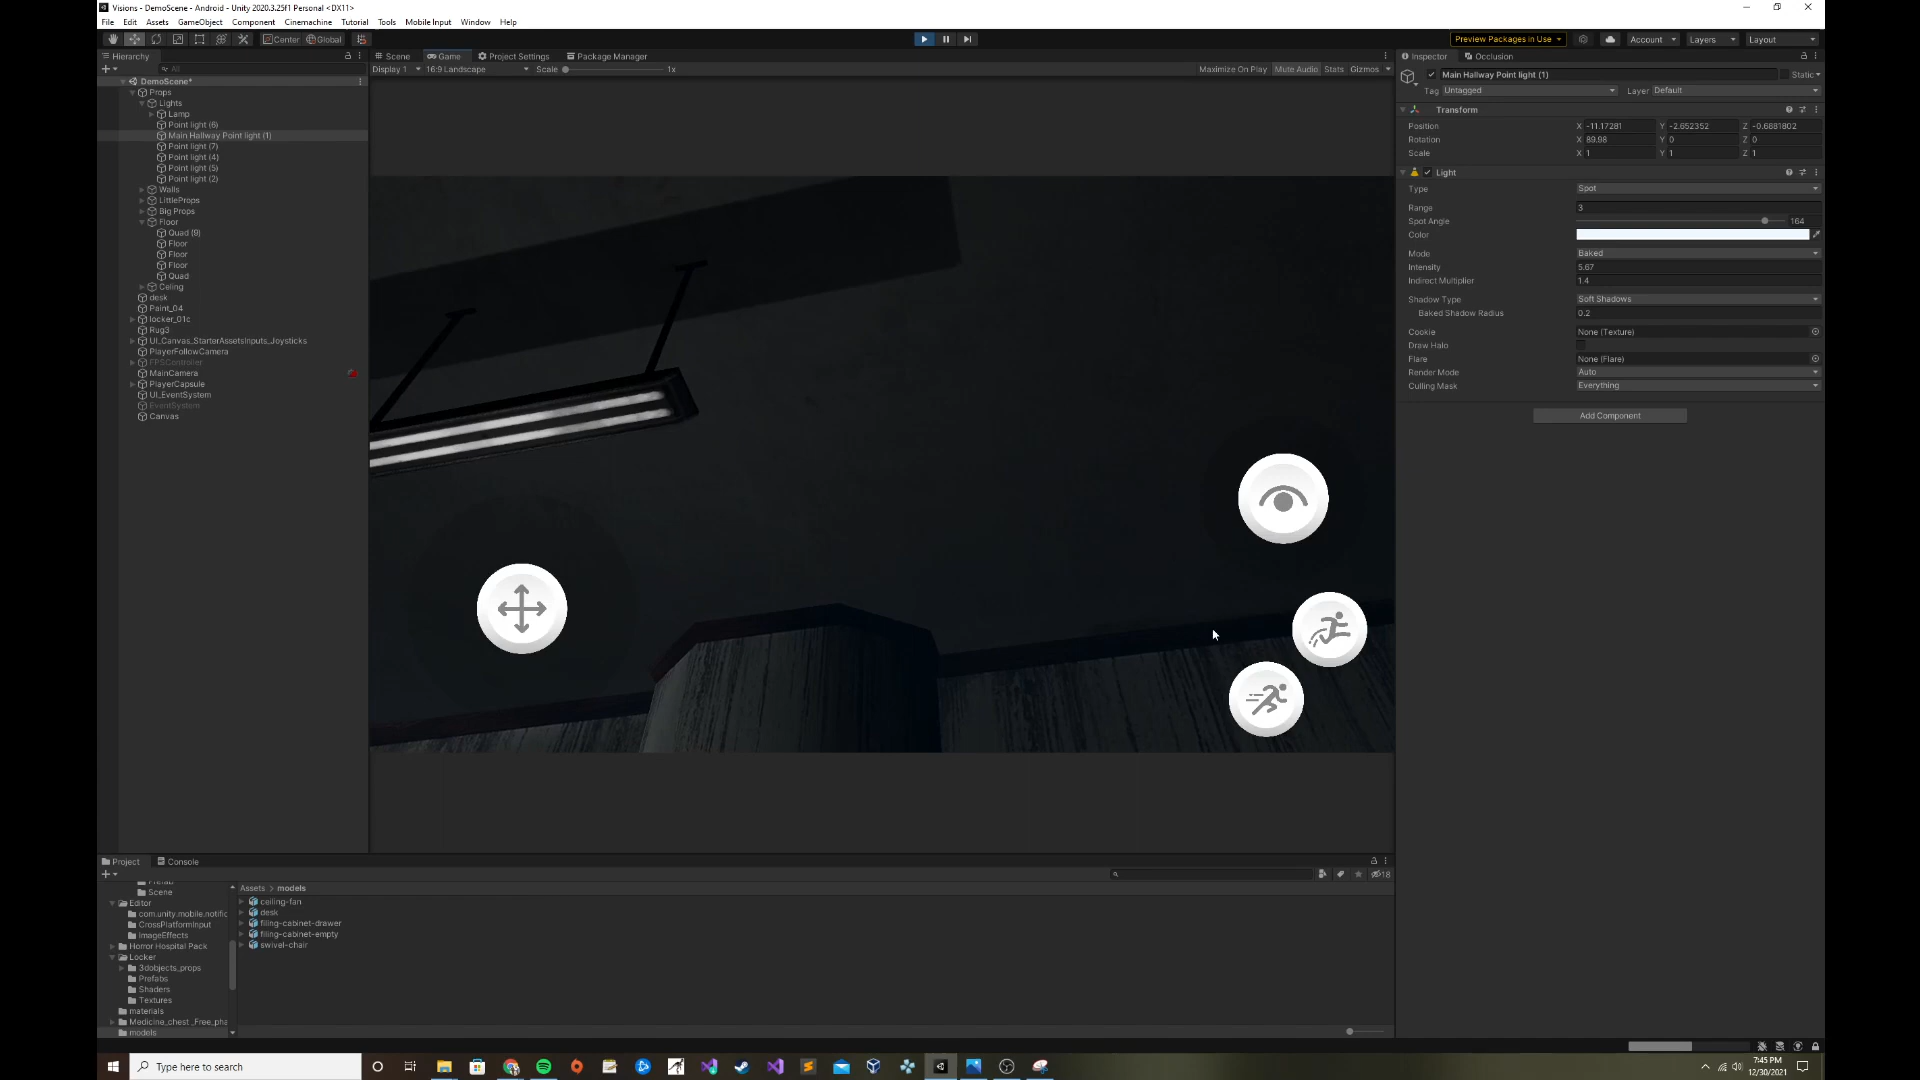 Visions - DemoScene - Android - Unity 2020.3.25f1 Personal <DX11>
File Edit Assets GameObject Component Cinemachine Tutorial Tools Mobile Input Window Help
Center Global
Preview Packages in Use Account Layers Layout
Hierarchy
All
DemoScene*
Props
Lights
Lamp
Point light (6)
Main Hallway Point light (1)
Point light (7)
Point light (4)
Point light (5)
Point light (2)
Walls
LittleProps
Big Props
Floor
Quad (9)
Floor
Floor
Floor
Quad
Celing
desk
Paint_04
locker_01c
Rug3
UI_Canvas_StarterAssetsInputs_Joysticks
PlayerFollowCamera
FPSController
MainCamera
PlayerCapsule
UI_EventSystem
EventSystem
Canvas
Scene Game Project Settings Package Manager
Display 1 16:9 Landscape Scale 1x Maximize On Play Mute Audio Stats Gizmos
Inspector Occlusion
Main Hallway Point light (1) Static
Tag Untagged Layer Default
Transform
Position X -11.17281 Y -2.652352 Z -0.6681802
Rotation X 89.98 Y 0 Z 0
Scale X 1 Y 1 Z 1
Light
Type Spot
Range 3
Spot Angle 164
Color
Mode Baked
Intensity 5.67
Indirect Multiplier 1.4
Shadow Type Soft Shadows
Baked Shadow Radius 0.2
Cookie None (Texture)
Draw Halo
Flare None (Flare)
Render Mode Auto
Culling Mask Everything
Add Component
Project Console
18
Scene
Editor
com.unity.mobile.notific
CrossPlatformInput
ImageEffects
Horror Hospital Pack
Locker
3dobjects_props
Prefabs
Shaders
Textures
materials
Medicine_chest _Free_pha
models
Assets > models
ceiling-fan
desk
filing-cabinet-drawer
filing-cabinet-empty
swivel-chair
Type here to search
7:45 PM
12/30/2021